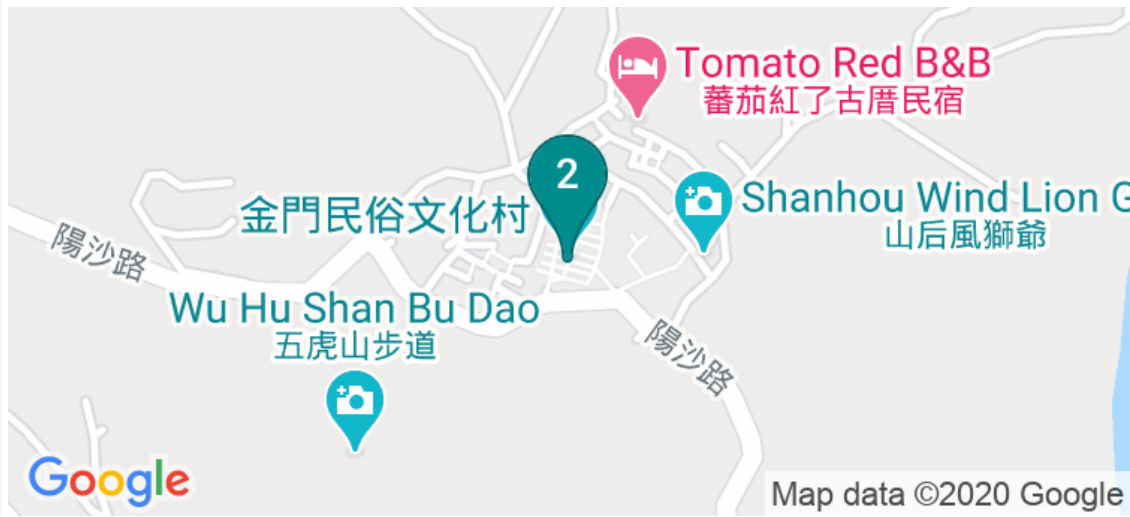 Tomato Red B&B
蕃茄紅了古厝民宿
2
Shanhou Wind Lion G
山后風獅爺
金門民俗文化村
陽沙路
Wu Hu Shan Bu Dao
五虎山步道
陽沙路
Google
Map data ©2020 Google